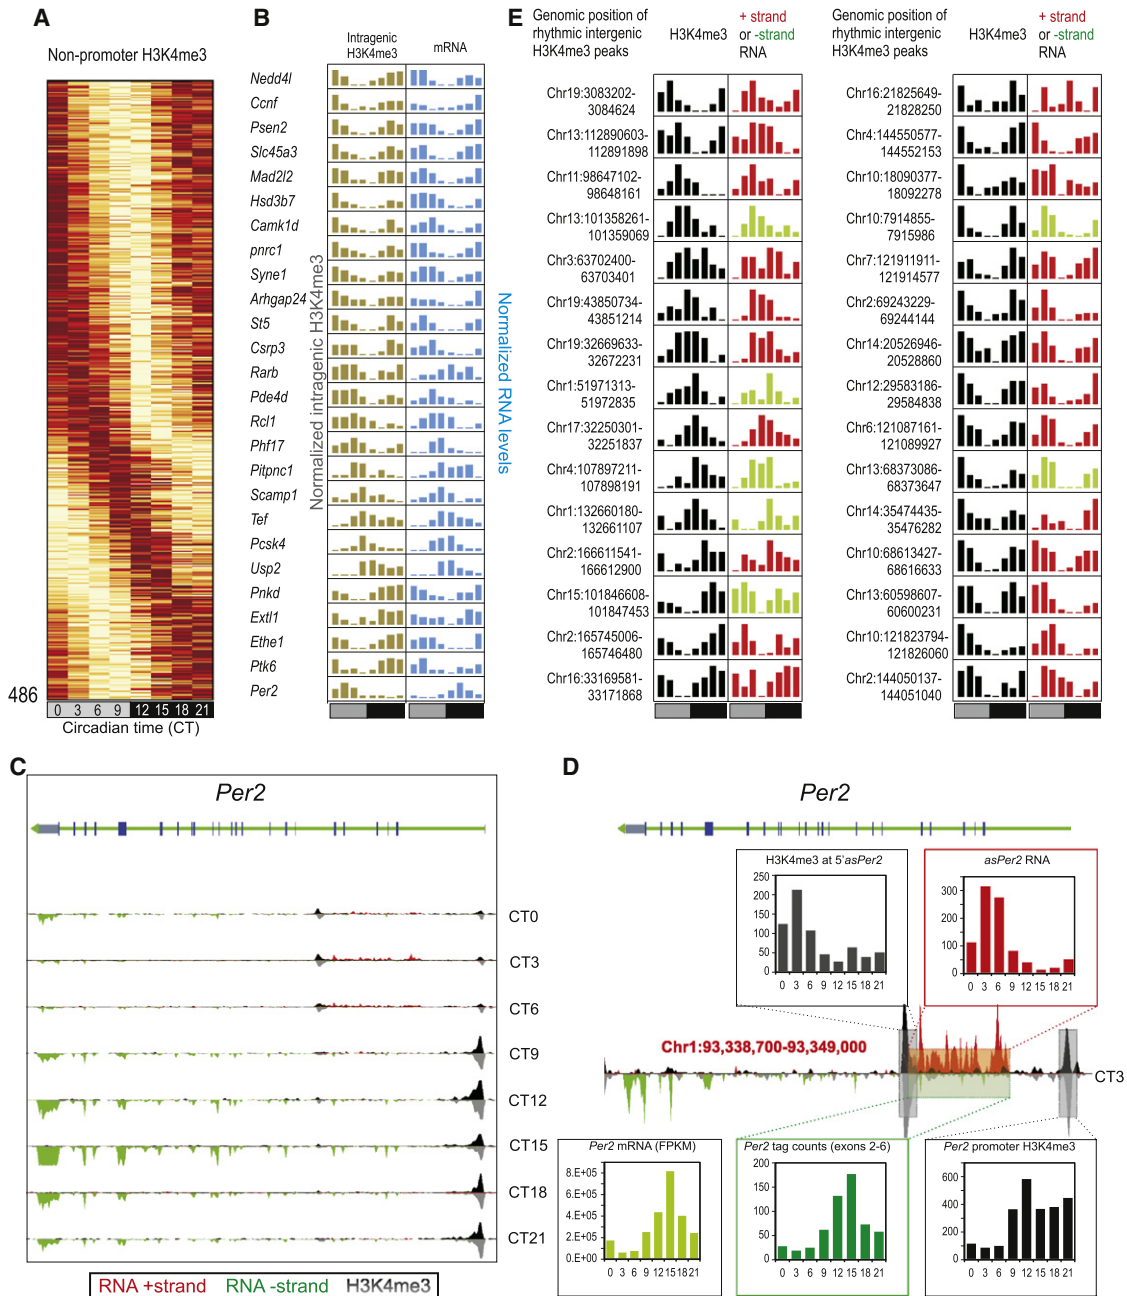 A
Non-promoter H3K4me3
486
0 3 6 9 12 15 18 21
Circadian time (CT)
B
Intragenic
H3K4me3
mRNA
Nedd4l
Ccnf
Psen2
Slc45a3
Mad2l2
Hsd3b7
Camk1d
pnrc1
Syne1
Arhgap24
St5
Csrp3
Rarb
Pde4d
Rcl1
Phf17
Pitpnc1
Scamp1
Tef
Pcsk4
Usp2
Pnkd
Extl1
Ethe1
Ptk6
Per2
Normalized intragenic H3K4me3
Normalized RNA levels
E
Genomic position of
rhythmic intergenic
H3K4me3 peaks
H3K4me3
+ strand
or -strand
RNA
Chr19:3083202-
3084624
Chr13:112890603-
112891898
Chr11:98647102-
98648161
Chr13:101358261-
101359069
Chr3:63702400-
63703401
Chr19:43850734-
43851214
Chr19:32669633-
32672231
Chr1:51971313-
51972835
Chr17:32250301-
32251837
Chr4:107897211-
107898191
Chr1:132660180-
132661107
Chr2:166611541-
166612900
Chr15:101846608-
101847453
Chr2:165745006-
165746480
Chr16:33169581-
33171868
Genomic position of
rhythmic intergenic
H3K4me3 peaks
H3K4me3
+ strand
or -strand
RNA
Chr16:21825649-
21828250
Chr4:144550577-
144552153
Chr10:18090377-
18092278
Chr10:7914855-
7915986
Chr7:121911911-
121914577
Chr2:69243229-
69244144
Chr14:20526946-
20528860
Chr12:29583186-
29584838
Chr6:121087161-
121089927
Chr13:68373086-
68373647
Chr14:35474435-
35476282
Chr10:68613427-
68616633
Chr13:60598607-
60600231
Chr10:121823794-
121826060
Chr2:144050137-
144051040
C
Per2
CT0
CT3
CT6
CT9
CT12
CT15
CT18
CT21
RNA +strand RNA -strand H3K4me3
D
Per2
H3K4me3 at 5'asPer2
250
200
150
100
50
0
0 3 6 9 12 15 18 21
asPer2 RNA
300
200
100
0
0 3 6 9 12 15 18 21
Chr1:93,338,700-93,349,000
CT3
Per2 mRNA (FPKM)
8.E+05
6.E+05
4.E+05
2.E+05
0.E+00
0 3 6 9 12 15 18 21
Per2 tag counts (exons 2-6)
200
150
100
50
0
0 3 6 9 12 15 18 21
Per2 promoter H3K4me3
600
400
200
0
0 3 6 9 12 15 18 21